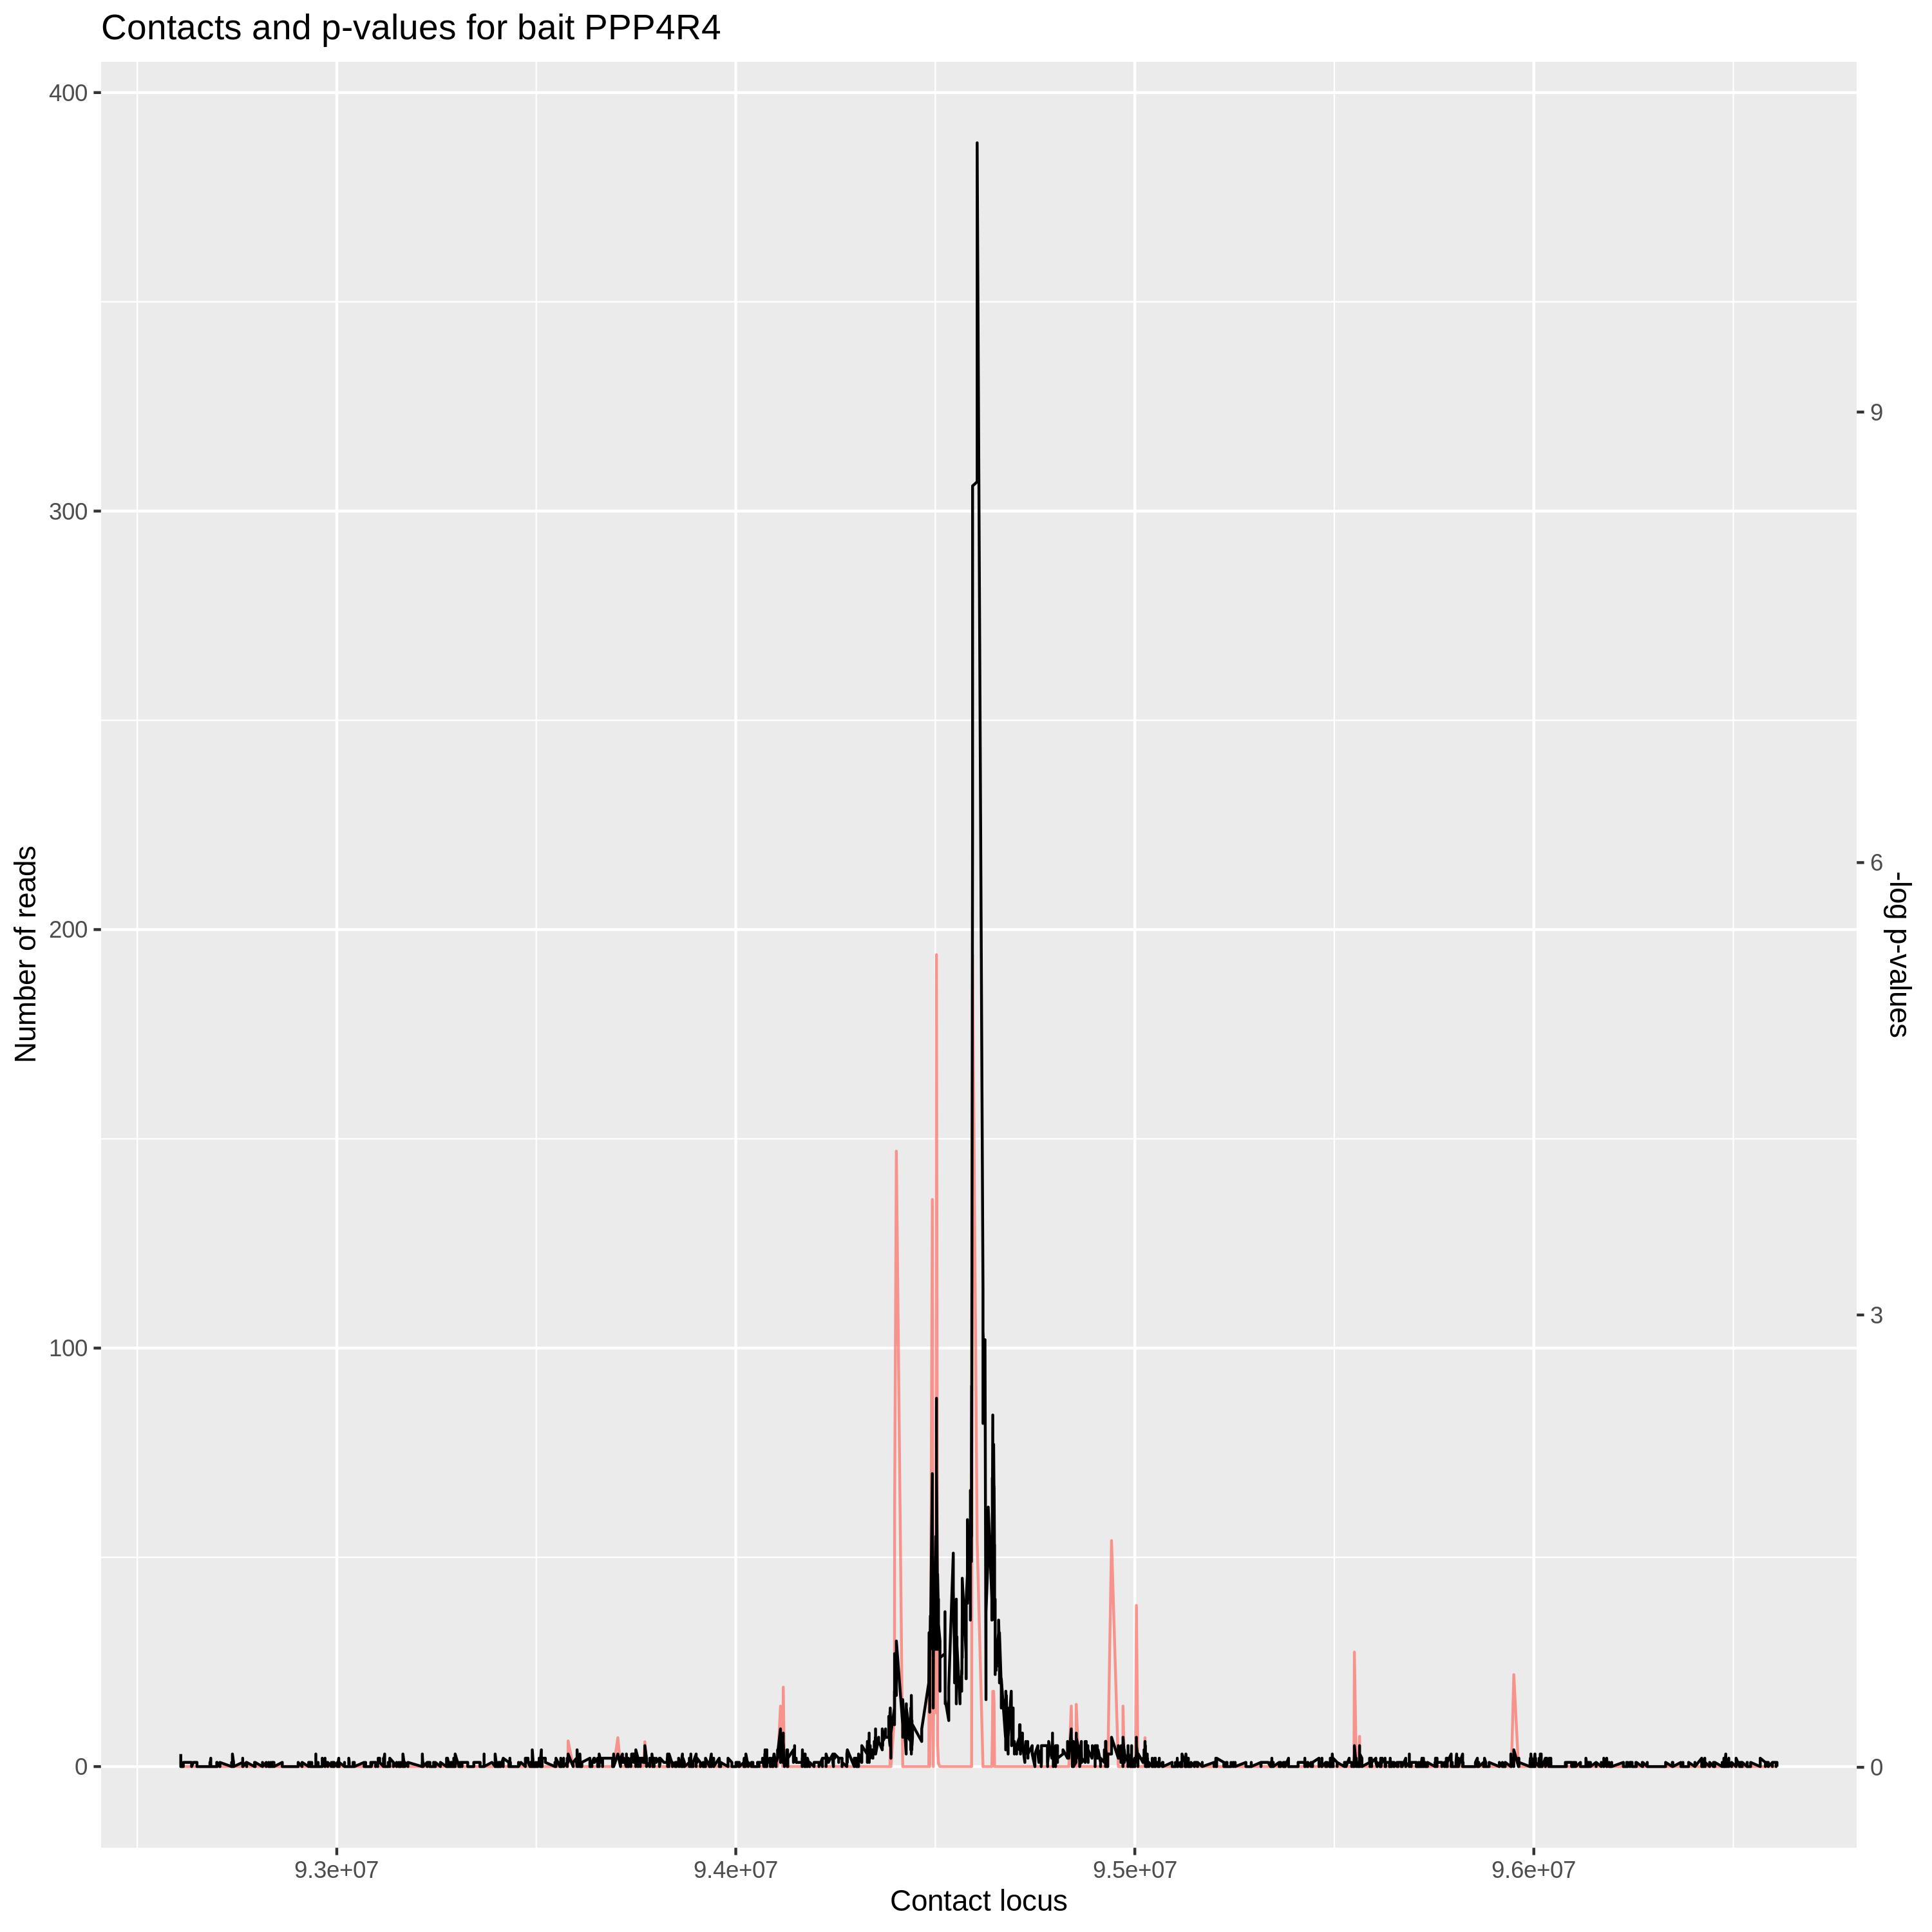 Contacts and p-values for bait PPP4R4
400
300
200
100
0
Number of reads
9
6
3
0
-log p-values
9.3e+07
9.4e+07
9.5e+07
9.6e+07
Contact locus